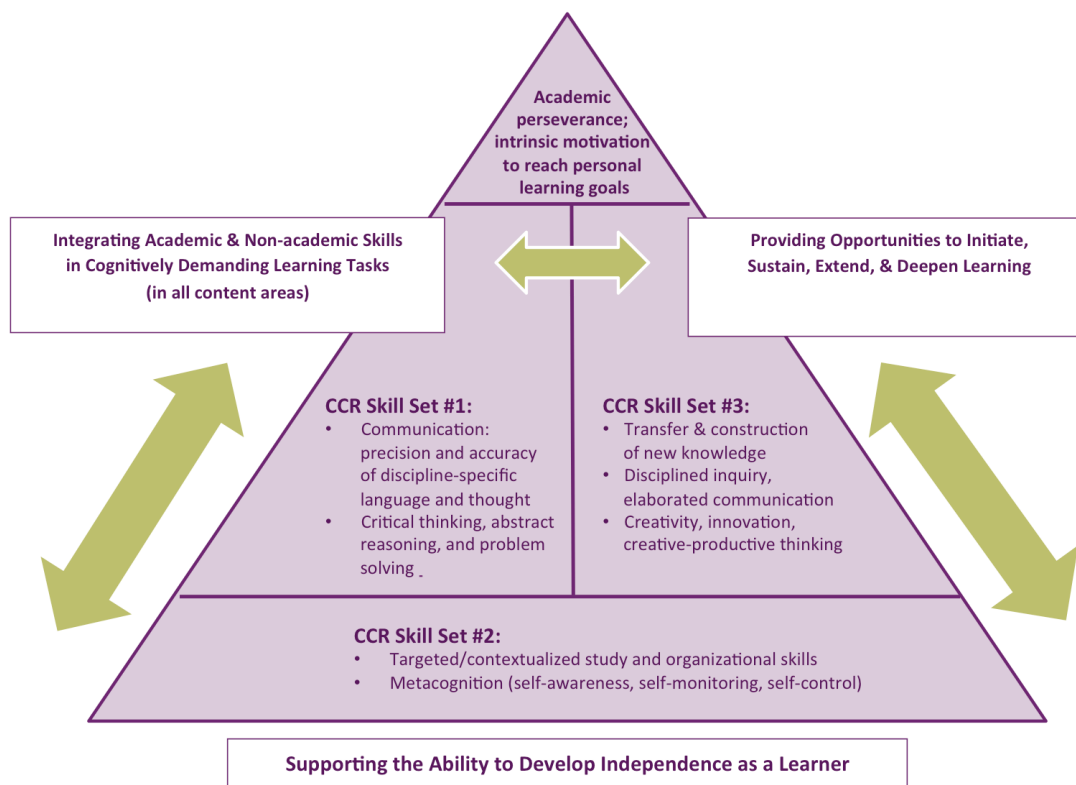 Academic
perseverance;
intrinsic motivation
to reach personal
learning goals
Integrating Academic & Non-academic Skills
in Cognitively Demanding Learning Tasks
(in all content areas)
Providing Opportunities to Initiate,
Sustain, Extend, & Deepen Learning
CCR Skill Set #1:
• Communication:
precision and accuracy
of discipline-specific
language and thought
• Critical thinking, abstract
reasoning, and problem
solving .
CCR Skill Set #3:
• Transfer & construction
of new knowledge
• Disciplined inquiry,
elaborated communication
• Creativity, innovation,
creative-productive thinking
CCR Skill Set #2:
• Targeted/contextualized study and organizational skills
• Metacognition (self-awareness, self-monitoring, self-control)
Supporting the Ability to Develop Independence as a Learner